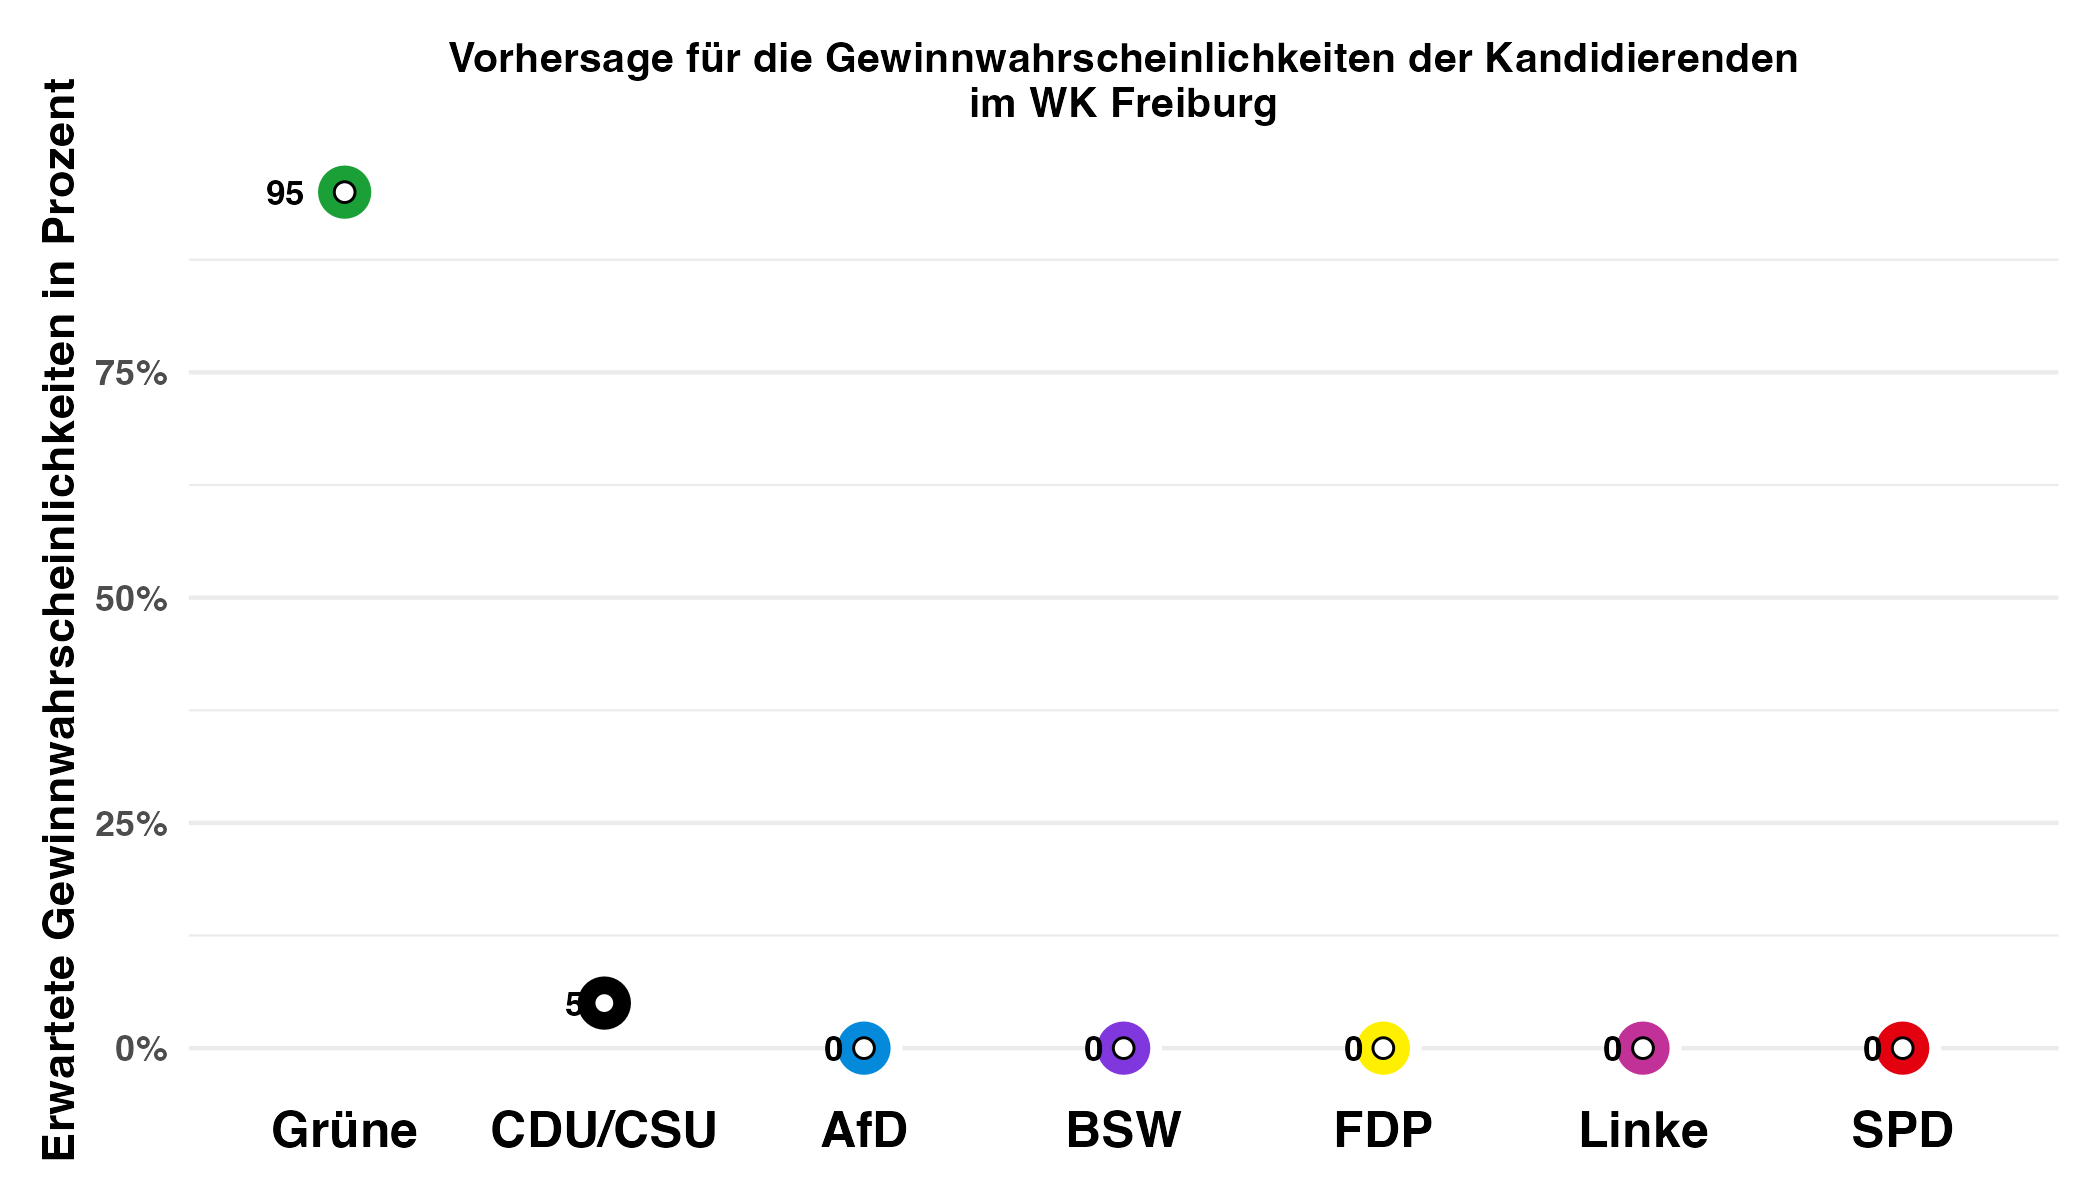 Vorhersage für die Gewinnwahrscheinlichkeiten der Kandidierenden
im WK Freiburg
Erwartete Gewinnwahrscheinlichkeiten in Prozent
95
75%
50%
25%
5
0%
0
0
0
0
0
Grüne
CDU/CSU
AfD
BSW
FDP
Linke
SPD